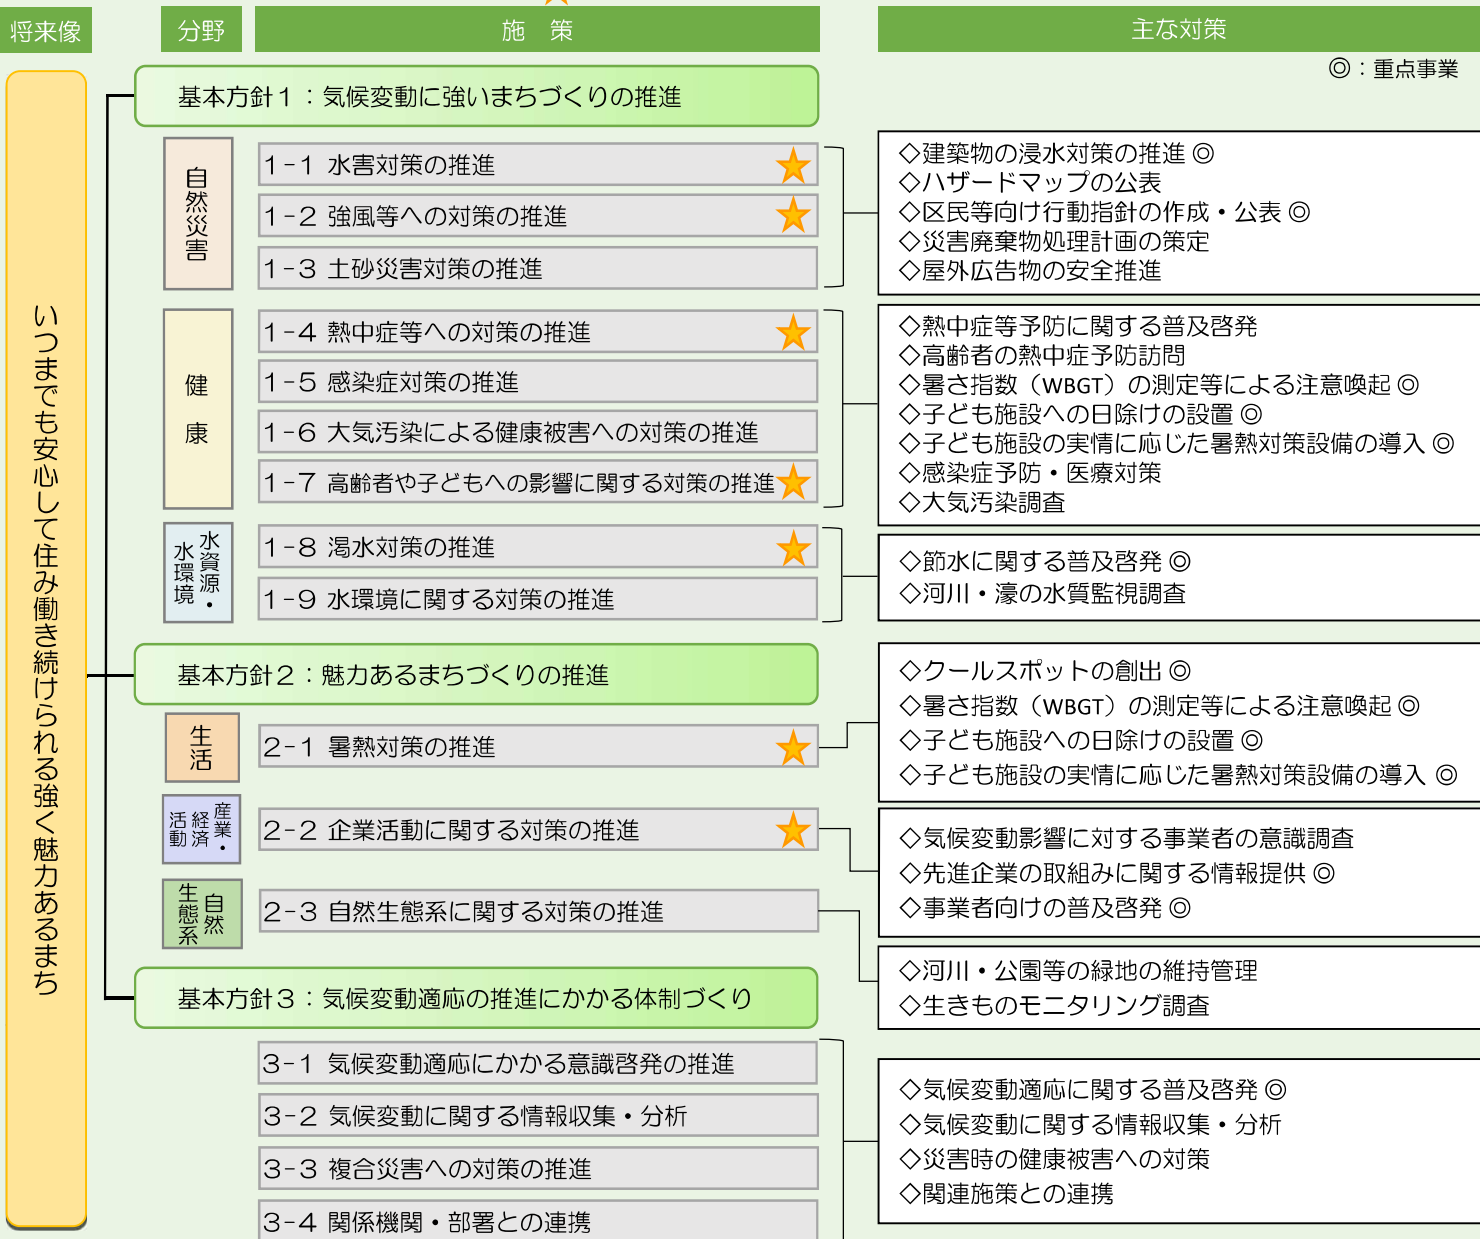 将来像
分野
施 策
主な対策
◎：重点事業
いつまでも安心して住み働き続けられる強く魅力あるまち
基本方針１：気候変動に強いまちづくりの推進
自然災害
１-１ 水害対策の推進
１-２ 強風等への対策の推進
１-３ 土砂災害対策の推進
◇建築物の浸水対策の推進 ◎
◇ハザードマップの公表
◇区民等向け行動指針の作成・公表 ◎
◇災害廃棄物処理計画の策定
◇屋外広告物の安全推進
健康
１-４ 熱中症等への対策の推進
１-５ 感染症対策の推進
１-６ 大気汚染による健康被害への対策の推進
１-７ 高齢者や子どもへの影響に関する対策の推進
◇熱中症等予防に関する普及啓発
◇高齢者の熱中症予防訪問
◇暑さ指数（WBGT）の測定等による注意喚起 ◎
◇子ども施設への日除けの設置 ◎
◇子ども施設の実情に応じた暑熱対策設備の導入 ◎
◇感染症予防・医療対策
◇大気汚染調査
水資源・
水環境
１-８ 渇水対策の推進
１-９ 水環境に関する対策の推進
◇節水に関する普及啓発 ◎
◇河川・濠の水質監視調査
基本方針２：魅力あるまちづくりの推進
生活
２-１ 暑熱対策の推進
◇クールスポットの創出 ◎
◇暑さ指数（WBGT）の測定等による注意喚起 ◎
◇子ども施設への日除けの設置 ◎
◇子ども施設の実情に応じた暑熱対策設備の導入 ◎
産業・
経済
活動
２-２ 企業活動に関する対策の推進
◇気候変動影響に対する事業者の意識調査
◇先進企業の取組みに関する情報提供 ◎
◇事業者向けの普及啓発 ◎
自然
生態系
２-３ 自然生態系に関する対策の推進
◇河川・公園等の緑地の維持管理
◇生きものモニタリング調査
基本方針３：気候変動適応の推進にかかる体制づくり
３-１ 気候変動適応にかかる意識啓発の推進
３-２ 気候変動に関する情報収集・分析
３-３ 複合災害への対策の推進
３-４ 関係機関・部署との連携
◇気候変動適応に関する普及啓発 ◎
◇気候変動に関する情報収集・分析
◇災害時の健康被害への対策
◇関連施策との連携